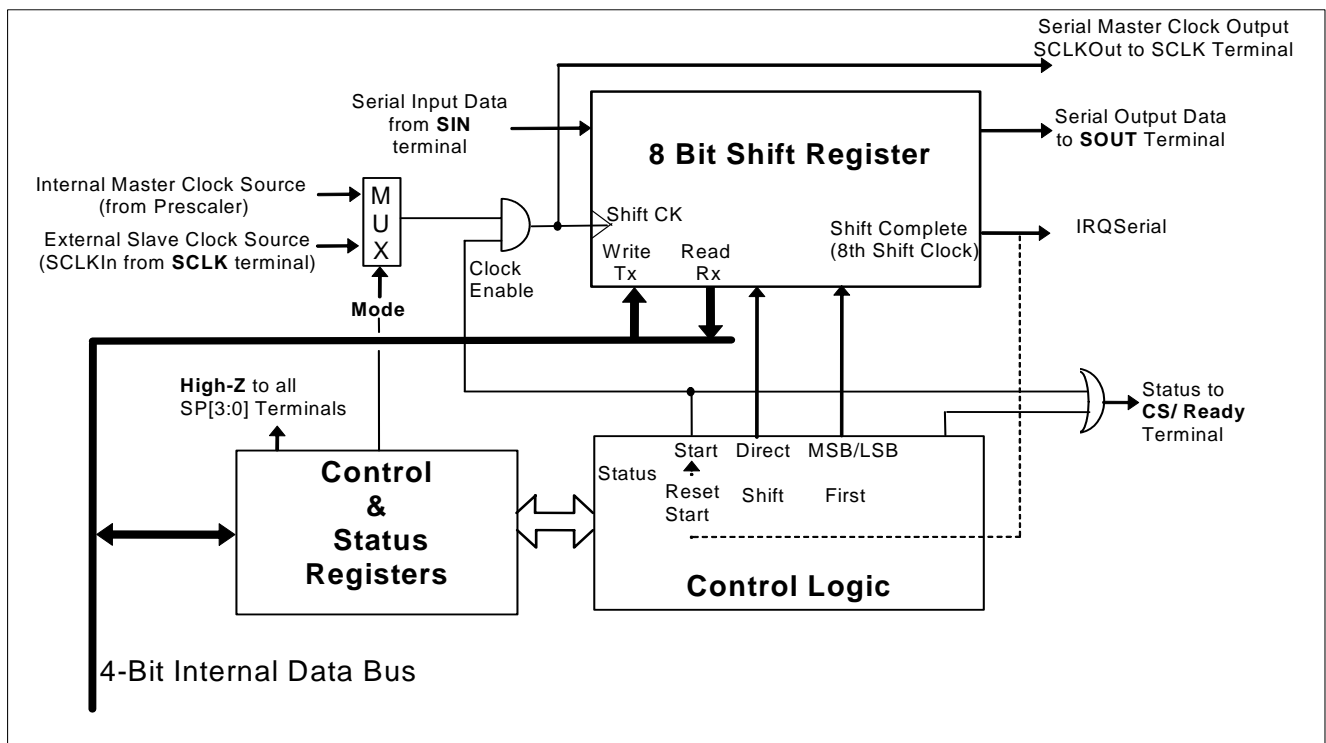 Serial Master Clock Output
SCLKOut to SCLK Terminal
Serial Input Data
from SIN
terminal
Serial Output Data
to SOUT Terminal
8 Bit Shift Register
Internal Master Clock Source
(from Prescaler)
M
U
X
External Slave Clock Source
(SCLKIn from SCLK terminal)
Shift CK
Shift Complete
(8th Shift Clock)
IRQSerial
Write
Tx
Read
Rx
Clock
Enable
Mode
High-Z to all
SP[3:0] Terminals
Status to
CS/ Ready
Terminal
Control
&
Status
Registers
Status
Start
Direct
MSB/LSB
Reset
Start
Shift
First
Control Logic
4-Bit Internal Data Bus